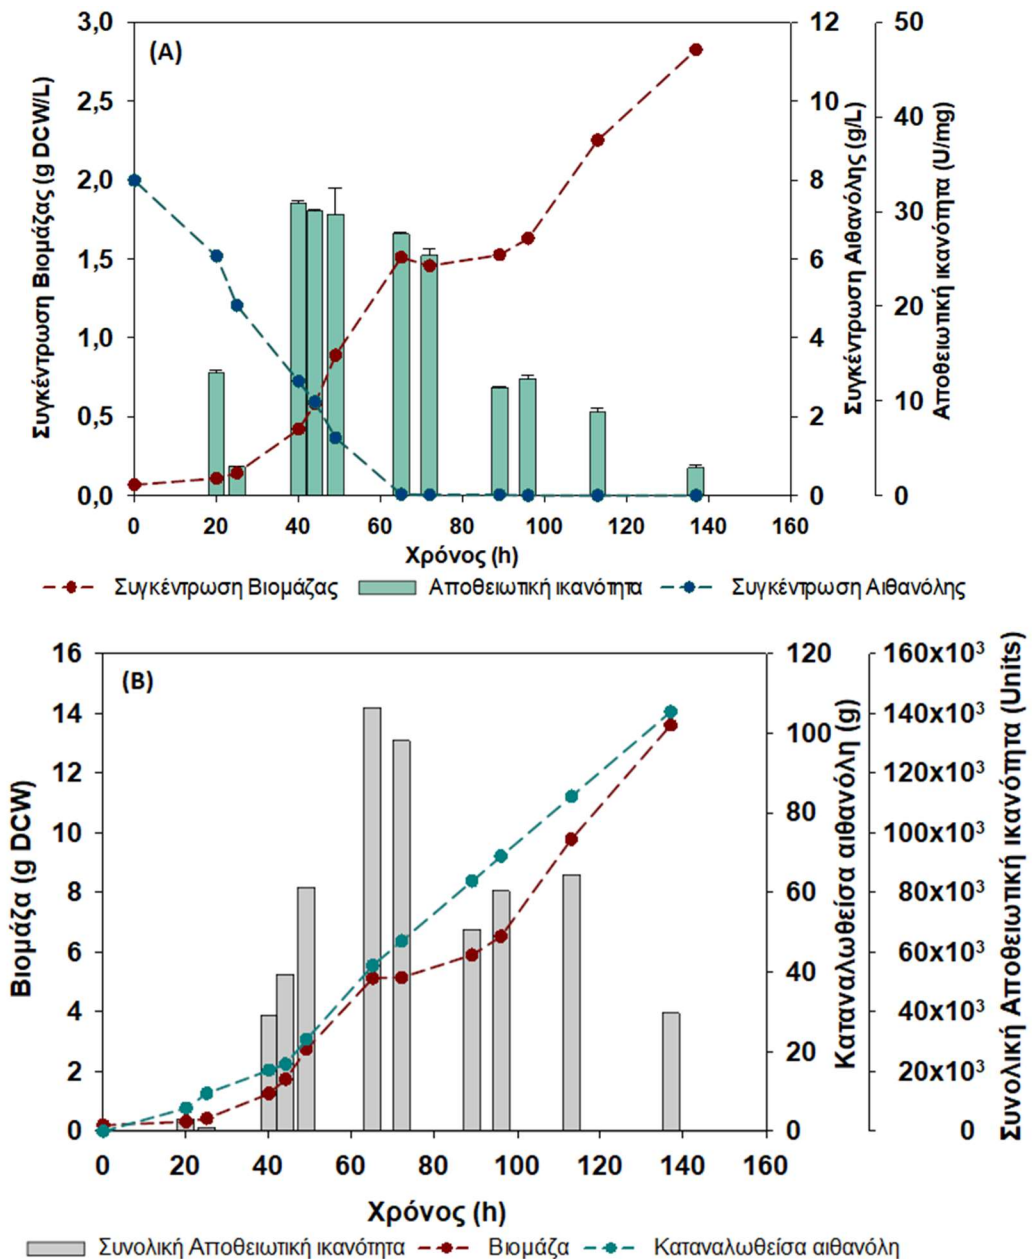 (A)
Συγκέντρωση Βιομάζας (g DCW/L)
3,0
2,5
2,0
1,5
1,0
0,5
0,0
12
10
8
6
4
2
0
Συγκέντρωση Αιθανόλης (g/L)
50
40
30
20
10
0
Αποθειωτική ικανότητα (U/mg)
0 20 40 60 80 100 120 140 160
Χρόνος (h)
Συγκέντρωση Βιομάζας Αποθειωτική ικανότητα Συγκέντρωση Αιθανόλης
(B)
Βιομάζα (g DCW)
16
14
12
10
8
6
4
2
0
120
100
80
60
40
20
0
Καταναλωθείσα αιθανόλη (g)
160x10³
140x10³
120x10³
100x10³
80x10³
60x10³
40x10³
20x10³
0
Συνολική Αποθειωτική ικανότητα (Units)
0 20 40 60 80 100 120 140 160
Χρόνος (h)
Συνολική Αποθειωτική ικανότητα Βιομάζα Καταναλωθείσα αιθανόλη